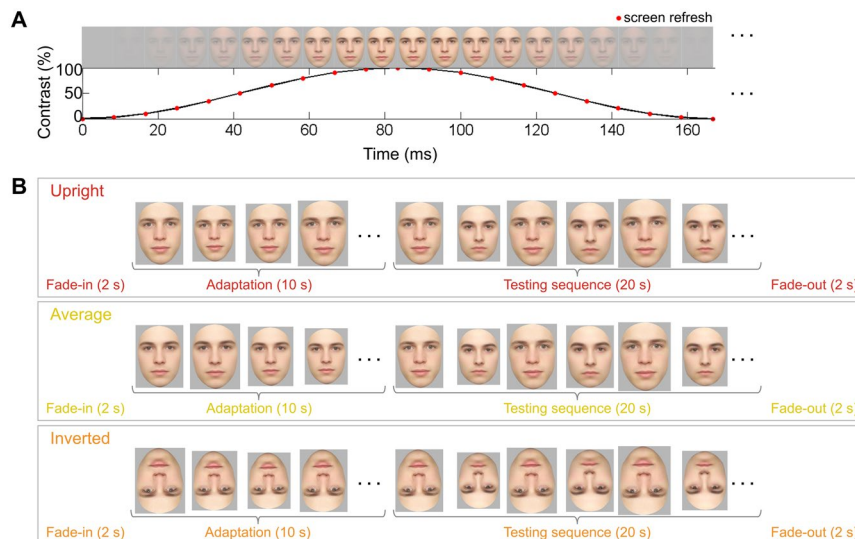 A
screen refresh
. . .
Contrast (%)
100
50
0
. . .
0 20 40 60 80 100 120 140 160
Time (ms)
B
Upright
. . . . . .
Fade-in (2 s) Adaptation (10 s) Testing sequence (20 s) Fade-out (2 s)
Average
. . . . . .
Fade-in (2 s) Adaptation (10 s) Testing sequence (20 s) Fade-out (2 s)
Inverted
. . . . . .
Fade-in (2 s) Adaptation (10 s) Testing sequence (20 s) Fade-out (2 s)